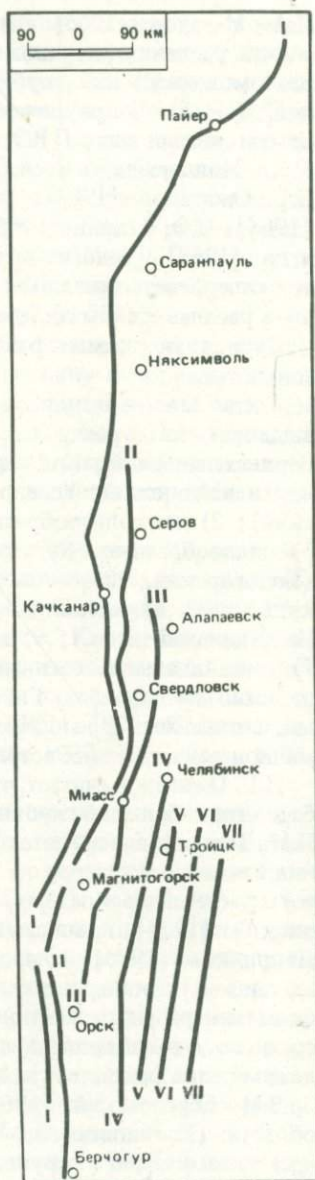 90 0 90 км
I
Пайер
Саранпауль
Няксимволь
II
Серов
III
Качканар
Алапаевск
Свердловск
IV
Челябинск
Миасс
VI
VII
Тройцк
Магнитогорск
I
II
III
Орск
I
V VI VII
IV
Берчогур